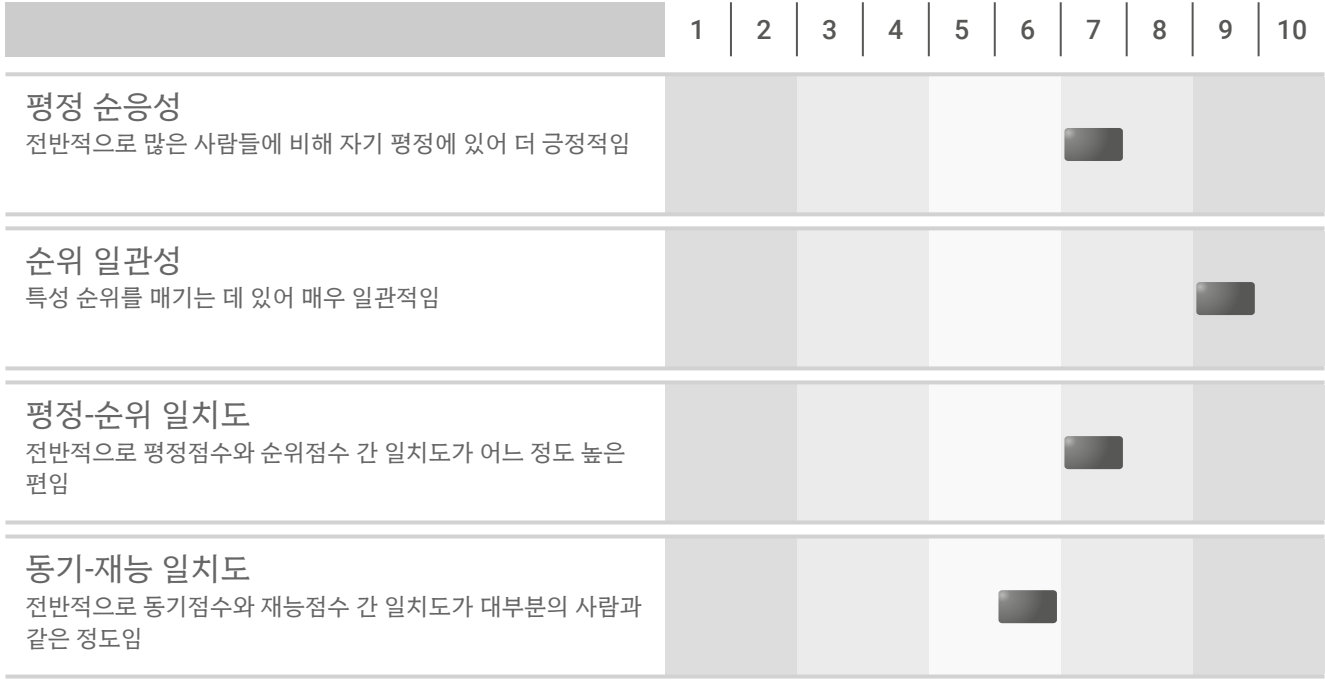 1 2 3 4 5 6 7 8 9 10
평정 순응성
전반적으로 많은 사람들에 비해 자기 평정에 있어 더 긍정적임
순위 일관성
특성 순위를 매기는 데 있어 매우 일관적임
평정-순위 일치도
전반적으로 평정점수와 순위점수 간 일치도가 어느 정도 높은
편임
동기-재능 일치도
전반적으로 동기점수와 재능점수 간 일치도가 대부분의 사람과
같은 정도임